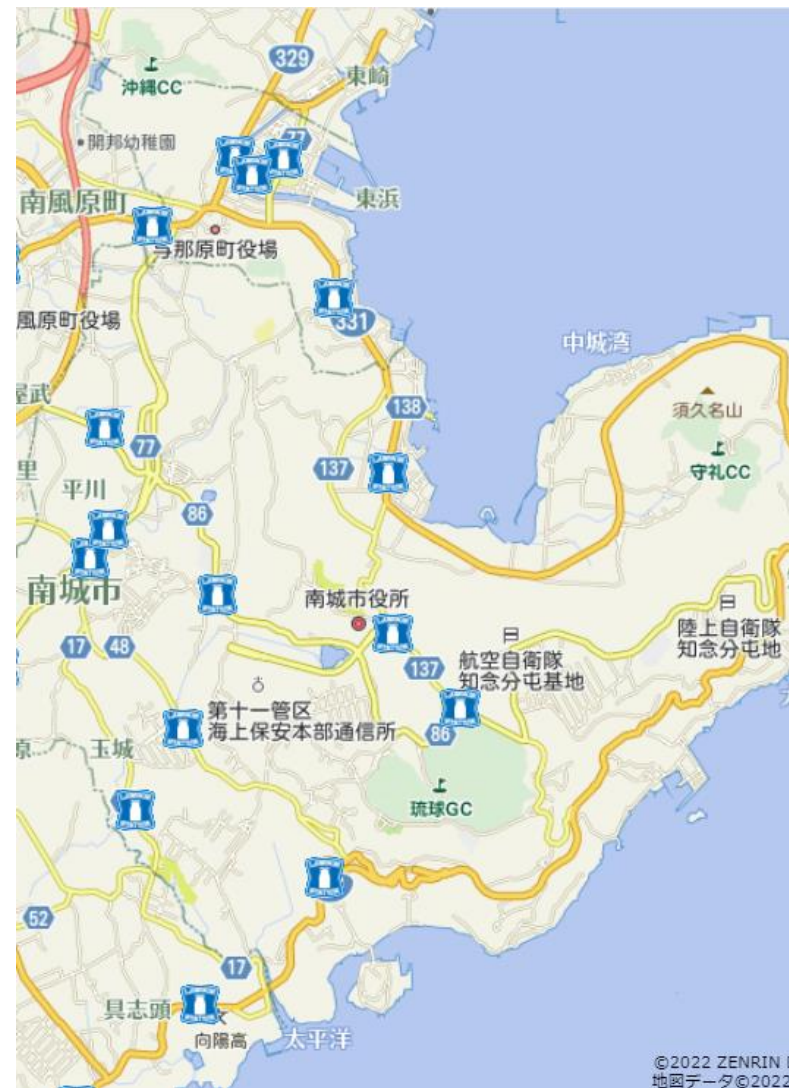 329
東崎
沖縄CC
開邦幼稚園
77
南風原町
東浜
与那原町役場
331
風原町役場
中城湾
138
須久名山
屋武
77
137
守礼CC
里
平川
86
南城市
南城市役所
陸上自衛隊
知念分屯地
17
48
137
航空自衛隊
知念分屯基地
第十一管区
海上保安本部通信所
86
原
玉城
琉球GC
52
17
具志頭
向陽高
太平洋
©2022 ZENRIN
地図データ©2022